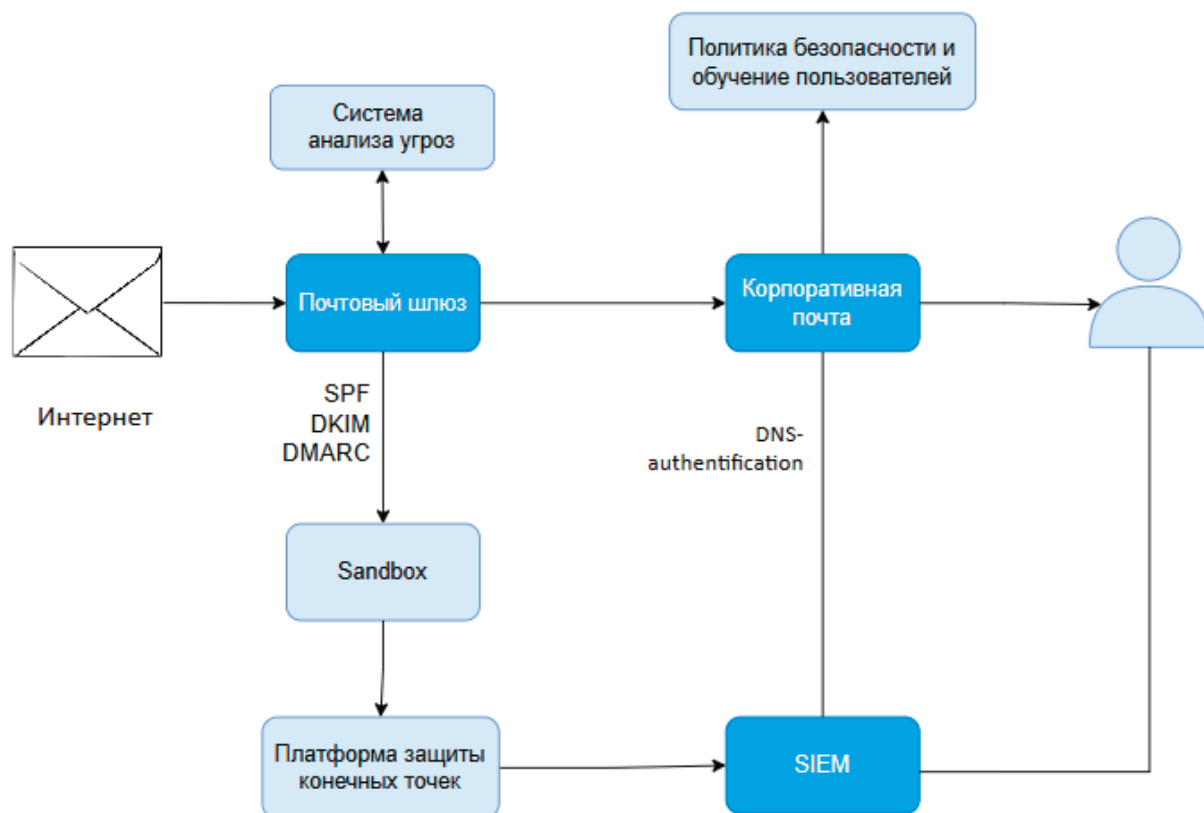 Политика безопасности и
обучение пользователей
Система
анализа угроз
Почтовый шлюз
Корпоративная
почта
Интернет
SPF
DKIM
DMARC
DNS-
authentification
Sandbox
Платформа защиты
конечных точек
SIEM